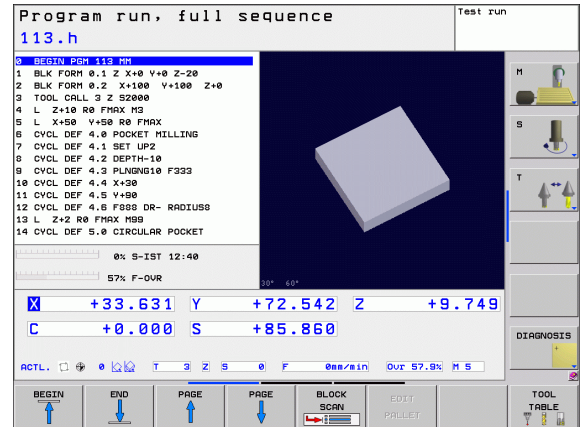 Program run, full sequence
Test run
113.h
0 BEGIN PGM 113 MM
1 BLK FORM 0.1 Z X+0 Y+0 Z-20
2 BLK FORM 0.2 X+100 Y+100 Z+0
3 TOOL CALL 3 Z S2000
4 L Z+10 R0 FMAX M3
5 L X+50 Y+50 R0 FMAX
6 CYCL DEF 4.0 POCKET MILLING
7 CYCL DEF 4.1 SET UP2
8 CYCL DEF 4.2 DEPTH-10
9 CYCL DEF 4.3 PLNGNG10 F333
10 CYCL DEF 4.4 X+30
11 CYCL DEF 4.5 Y+90
12 CYCL DEF 4.6 F888 DR- RADIUS8
13 L Z+2 R0 FMAX M99
14 CYCL DEF 5.0 CIRCULAR POCKET
M
S
T
0% S-IST 12:40
57% F-OVR
30° 60°
X +33.631 Y +72.542 Z +9.749
C +0.000 S +85.860
DIAGNOSIS
ACTL. 0 T 3 Z S 0 F 0mm/min Ovr 57.9% M 5
BEGIN END PAGE PAGE BLOCK SCAN EDIT PALLET TOOL TABLE